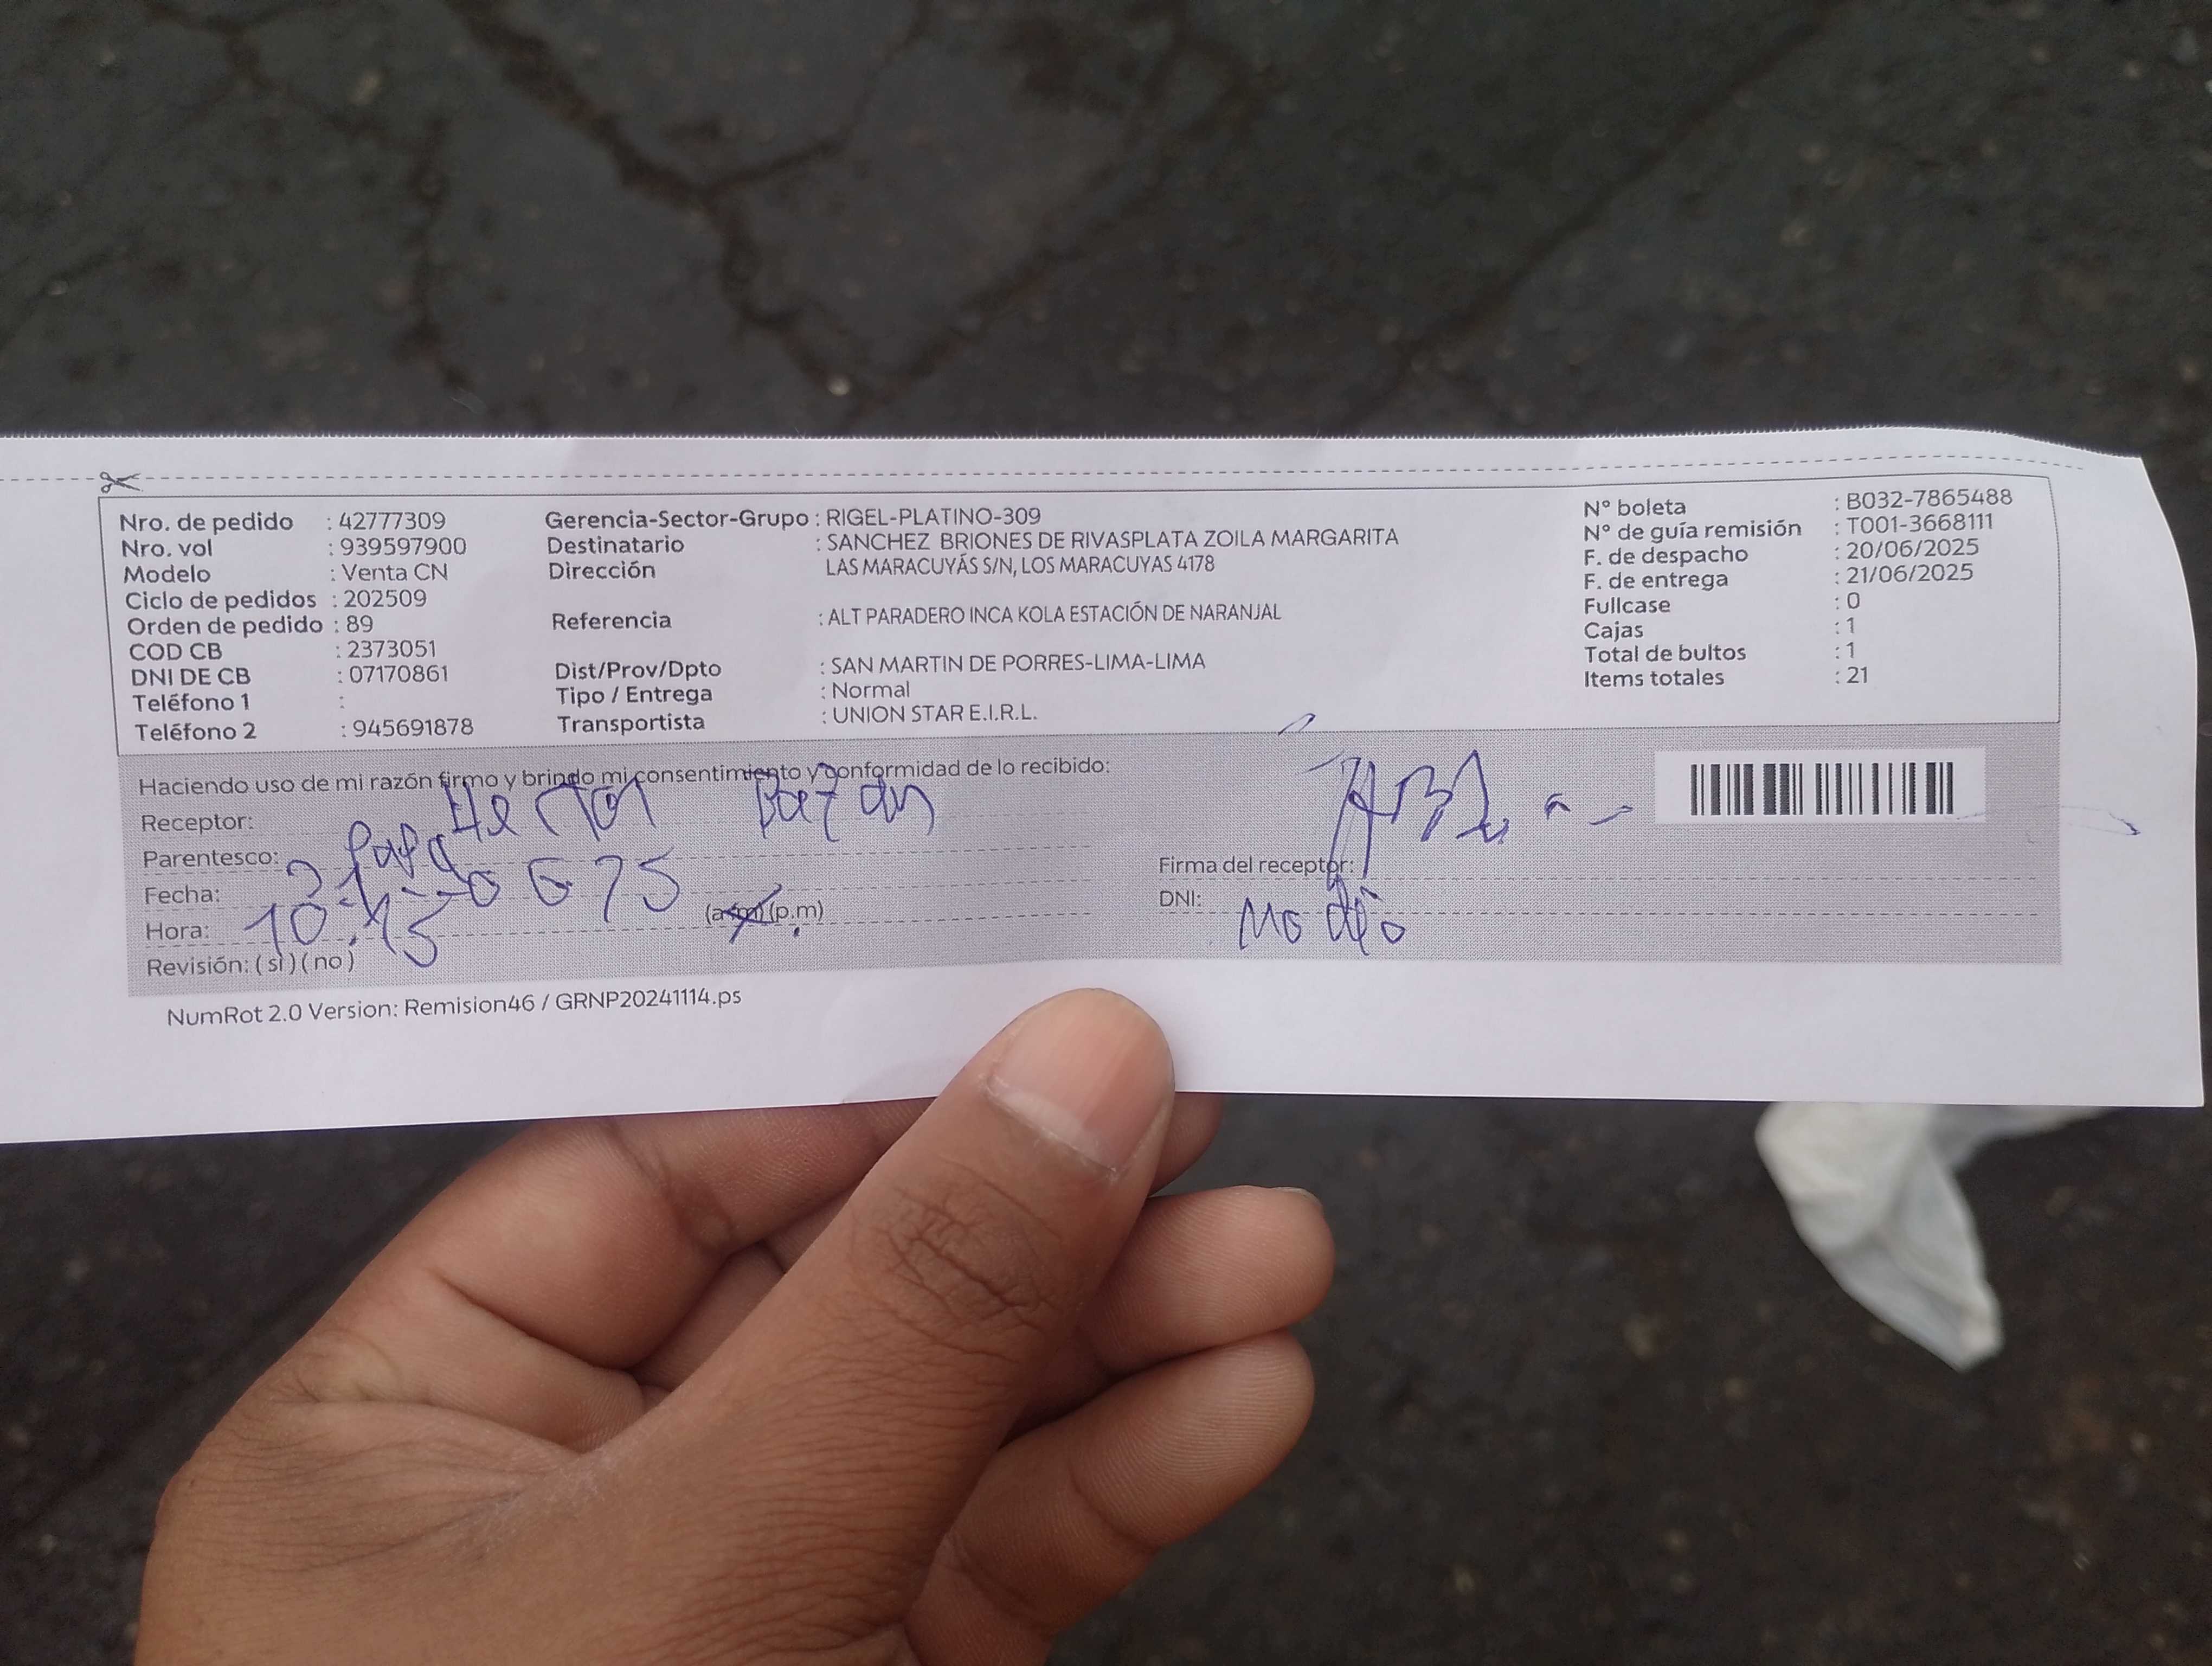 Nro. de pedido : 42777309
Nro. vol : 939597900
Modelo : Venta CN
Ciclo de pedidos : 202509
Orden de pedido : 89
COD CB : 2373051
DNI DE CB : 07170861
Teléfono 1 :
Teléfono 2 : 945691878
Gerencia-Sector-Grupo : RIGEL-PLATINO-309
Destinatario : SANCHEZ BRIONES DE RIVASPLATA ZOILA MARGARITA
Dirección LAS MARACUYÁS S/N, LOS MARACUYAS 4178
Referencia : ALT PARADERO INCA KOLA ESTACIÓN DE NARANJAL
Dist/Prov/Dpto : SAN MARTIN DE PORRES-LIMA-LIMA
Tipo / Entrega : Normal
Transportista : UNION STAR E.I.R.L.
N° boleta : B032-7865488
N° de guía remisión : T001-3668111
F. de despacho : 20/06/2025
F. de entrega : 21/06/2025
Fullcase : 0
Cajas : 1
Total de bultos : 1
Items totales : 21
Haciendo uso de mi razón firmo y brindo mi consentimiento y conformidad de lo recibido:
Receptor: Bazan
Parentesco: Papa
Fecha:
Hora: 10:45 (a.m) (p.m)
Revisión: ( sì ) ( no )
Firma del receptor:
DNI: No dio
NumRot 2.0 Version: Remision46 / GRNP20241114.ps